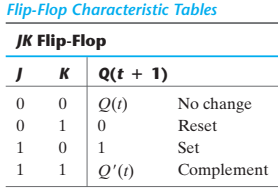 Flip-Flop Characteristic Tables
JK Flip-Flop
J K Q(t + 1)
0 0 Q(t) No change
0 1 0 Reset
1 0 1 Set
1 1 Q′(t) Complement